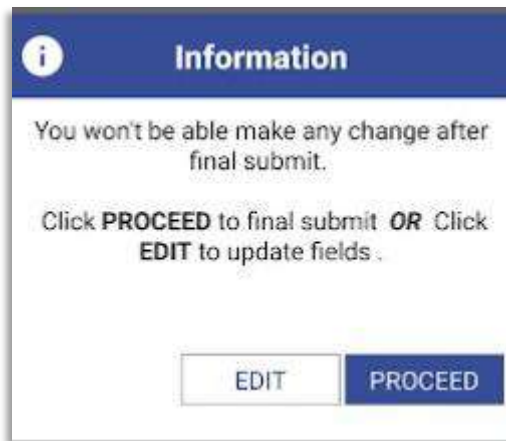 Information
You won't be able make any change after
final submit.
Click PROCEED to final submit OR Click
EDIT to update fields .
EDIT
PROCEED